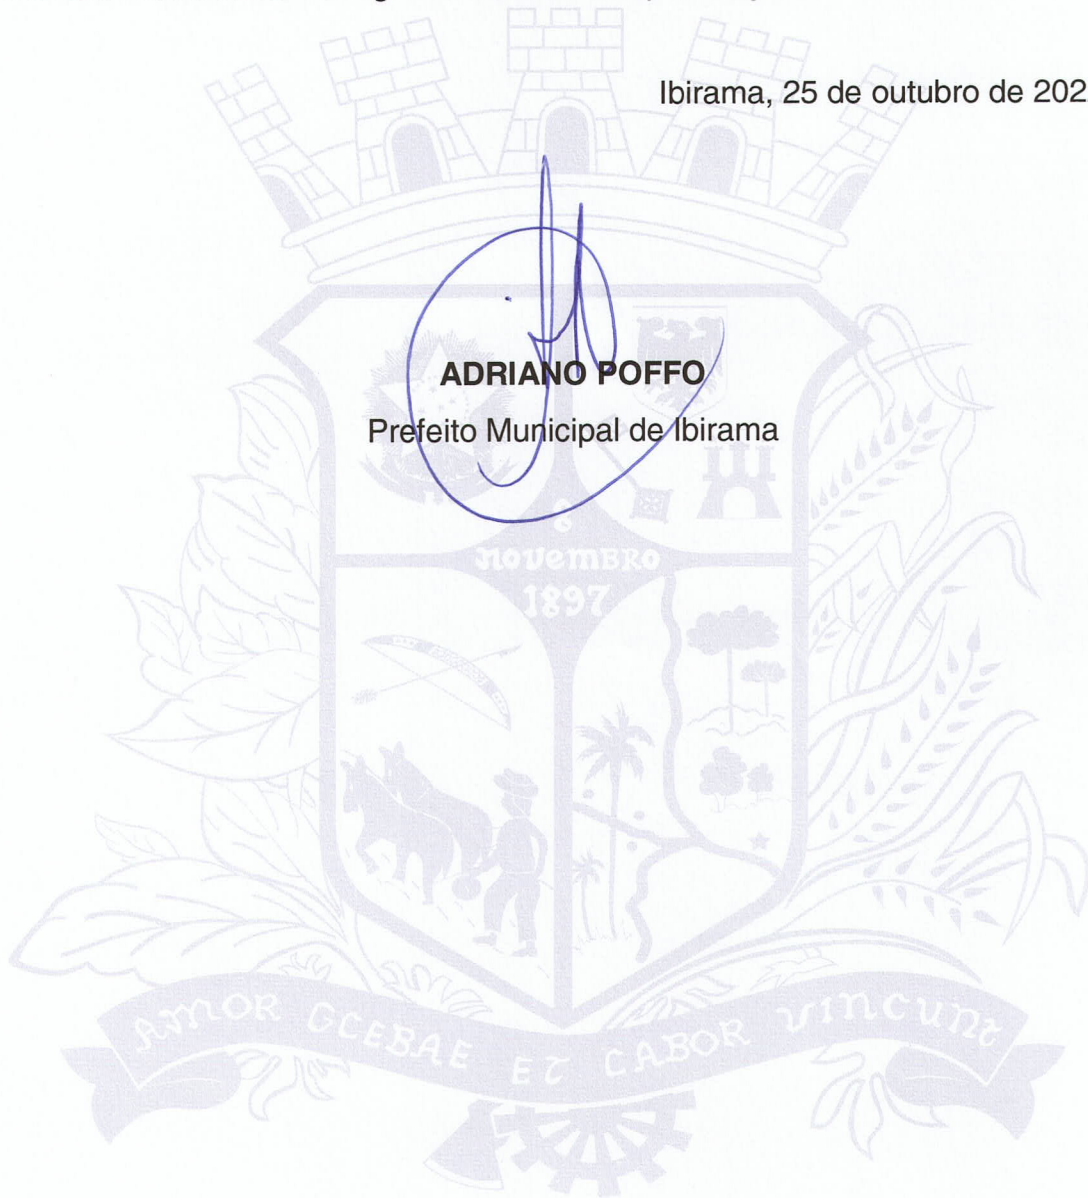 Ibirama, 25 de outubro de 202
ADRIANO POFFO
Prefeito Municipal de Ibirama
8
NOVEMBRO
1897
AMOR GLEBAE ET LABOR VINCUNT